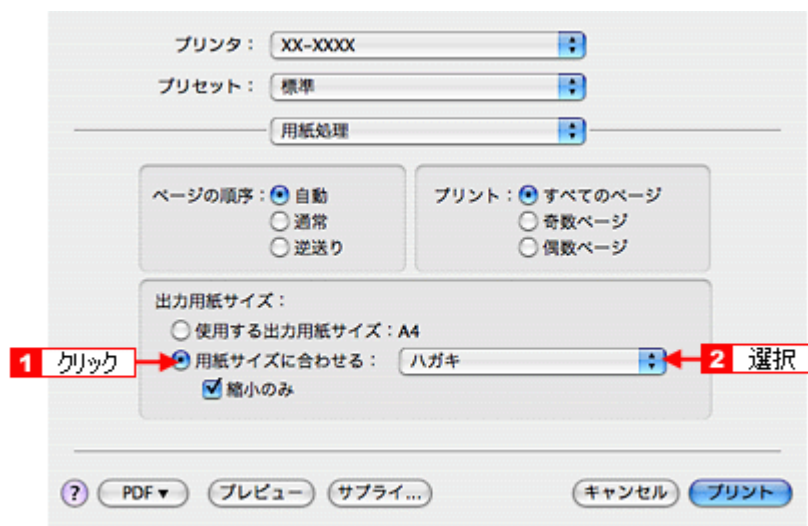 プリンタ： XX-XXXX
プリセット： 標準
用紙処理
ページの順序： 自動
通常
逆送り
プリント： すべてのページ
奇数ページ
偶数ページ
出力用紙サイズ：
使用する出力用紙サイズ：A4
1 クリック
用紙サイズに合わせる： ハガキ
2 選択
縮小のみ
? PDF▼ プレビュー サプライ... キャンセル プリント